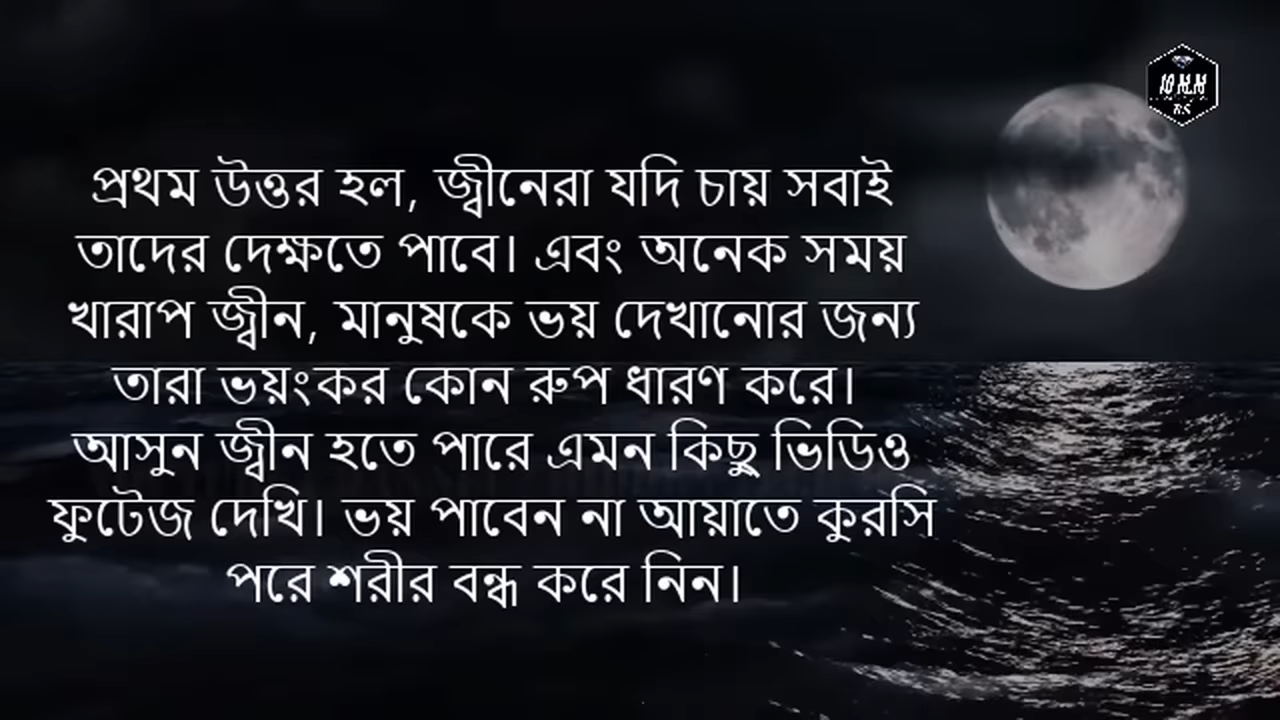 প্রথম উত্তর হল, জ্বীনেরা যদি চায় সবাই
তাদের দেক্ষতে পাবে। এবং অনেক সময়
খারাপ জ্বীন, মানুষকে ভয় দেখানোর জন্য
তারা ভয়ংকর কোন রুপ ধারণ করে।
আসুন জ্বীন হতে পারে এমন কিছু ভিডিও
ফুটেজ দেখি। ভয় পাবেন না আয়াতে কুরসি
পরে শরীর বন্ধ করে নিন।